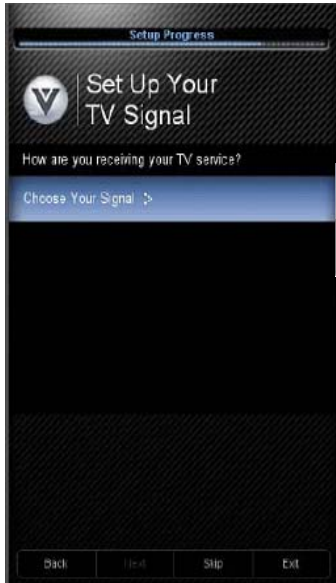 Setup Progress
Set Up Your
TV Signal
How are you receiving your TV service?
Choose Your Signal >
Back Next Skip Exit